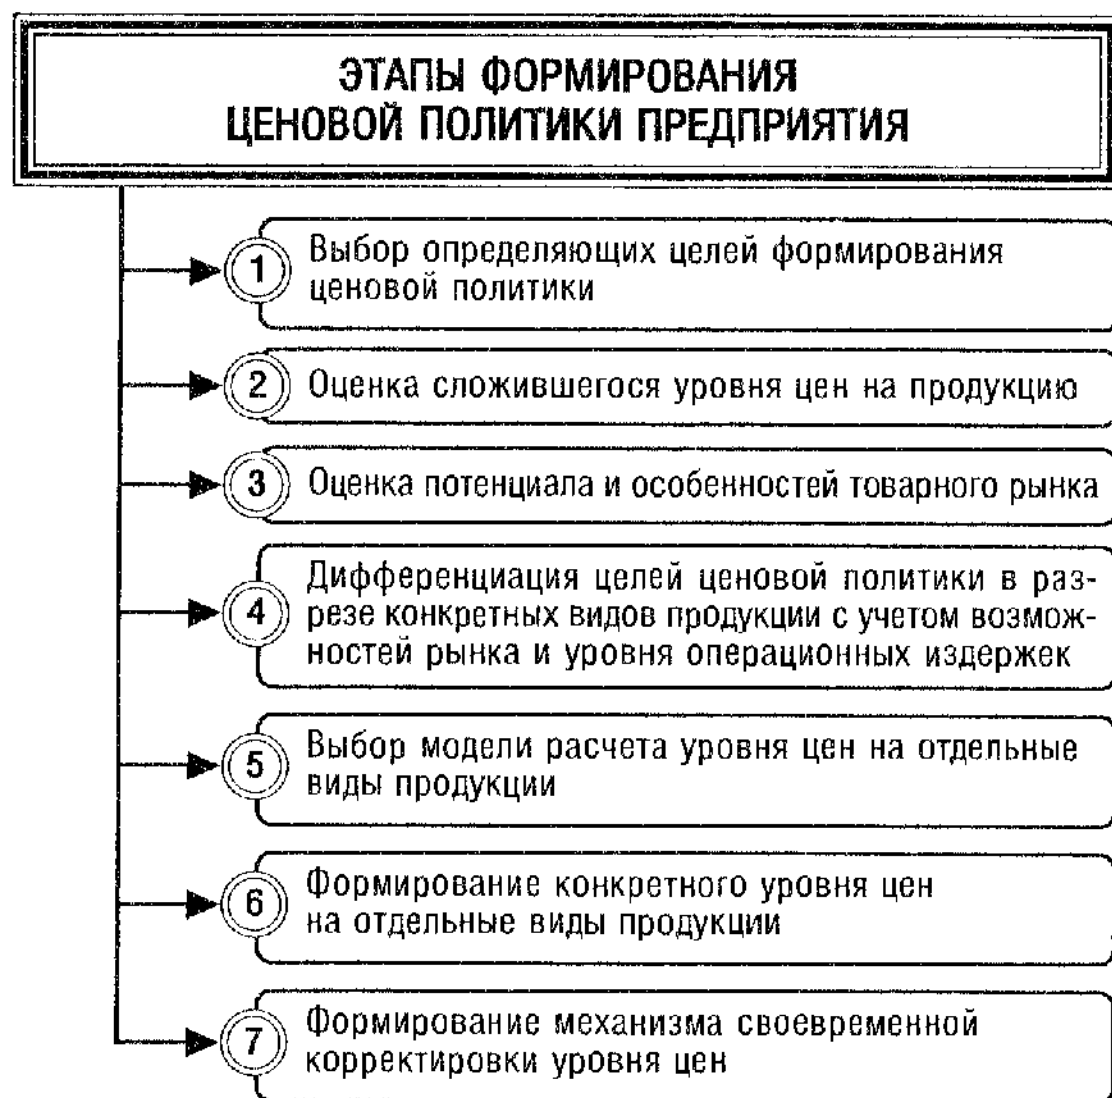 ЭТАПЫ ФОРМИРОВАНИЯ
ЦЕНОВОЙ ПОЛИТИКИ ПРЕДПРИЯТИЯ
1 Выбор определяющих целей формирования
ценовой политики
2 Оценка сложившегося уровня цен на продукцию
3 Оценка потенциала и особенностей товарного рынка
4 Дифференциация целей ценовой политики в раз-
резе конкретных видов продукции с учетом возмож-
ностей рынка и уровня операционных издержек
5 Выбор модели расчета уровня цен на отдельные
виды продукции
6 Формирование конкретного уровня цен
на отдельные виды продукции
7 Формирование механизма своевременной
корректировки уровня цен